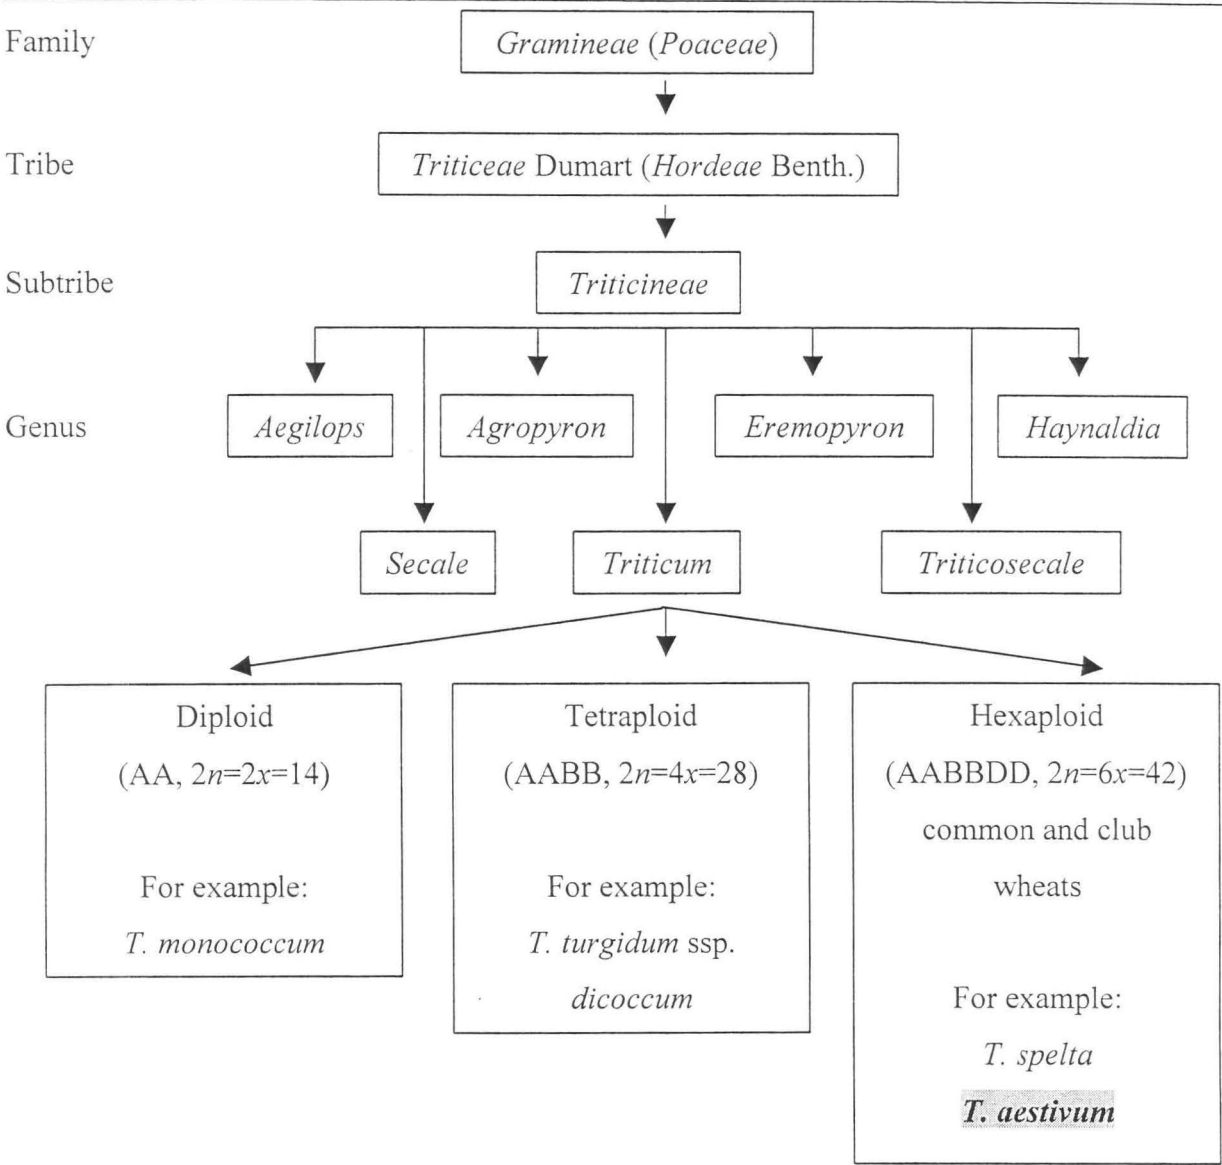 Family
Gramineae (Poaceae)
Tribe
Triticeae Dumart (Hordeae Benth.)
Subtribe
Triticineae
Genus
Aegilops
Agropyron
Eremopyron
Haynaldia
Secale
Triticum
Triticosecale
Diploid
(AA, 2n=2x=14)
For example:
T. monococcum
Tetraploid
(AABB, 2n=4x=28)
For example:
T. turgidum ssp.
dicoccum
Hexaploid
(AABBDD, 2n=6x=42)
common and club
wheats
For example:
T. spelta
T. aestivum